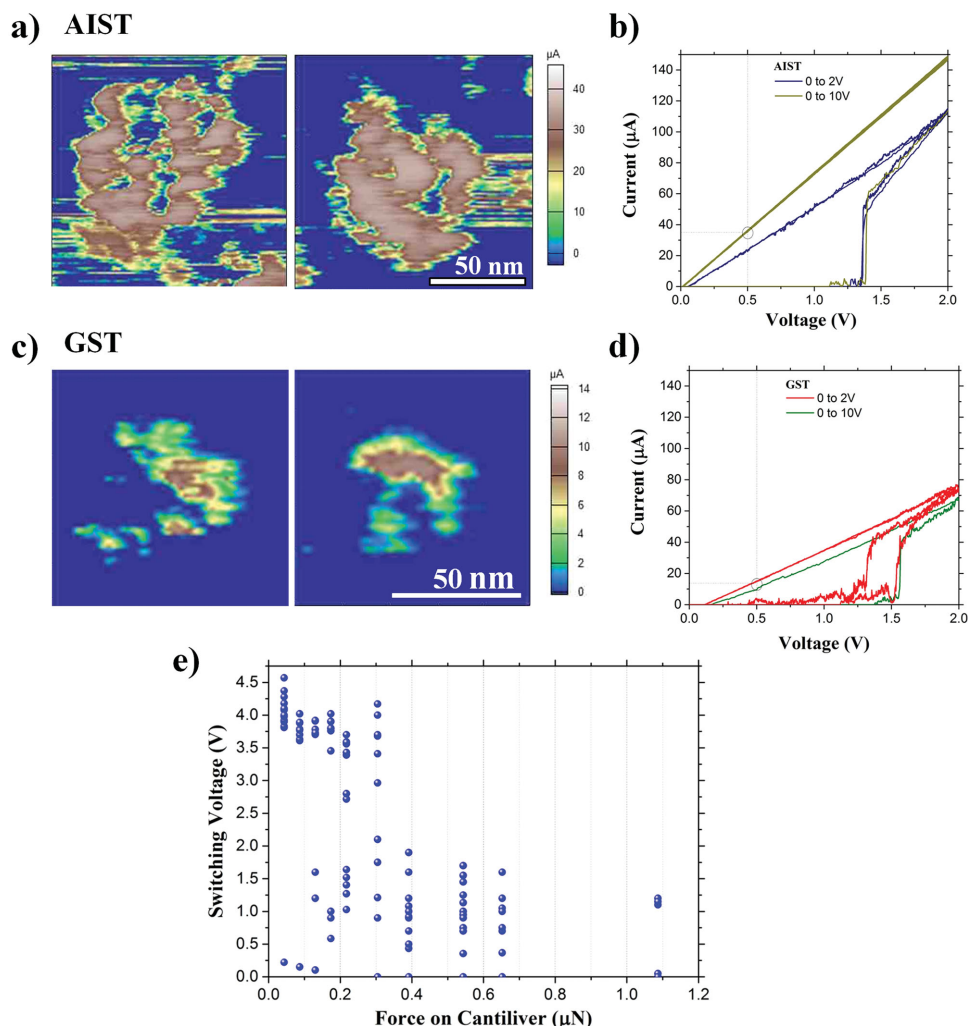 a) AIST
µA
40
30
20
10
0
50 nm
b)
AIST
0 to 2V
0 to 10V
Current (µA)
150
140
120
100
80
60
40
20
0
0.0 0.5 1.0 1.5 2.0
Voltage (V)
c) GST
µA
14
12
10
8
6
4
2
0
50 nm
d)
GST
0 to 2V
0 to 10V
Current (µA)
140
120
100
80
60
40
20
0
0.0 0.5 1.0 1.5 2.0
Voltage (V)
e)
Switching Voltage (V)
4.5
4.0
3.5
3.0
2.5
2.0
1.5
1.0
0.5
0.0
0.0 0.2 0.4 0.6 0.8 1.0 1.2
Force on Cantiliver (µN)